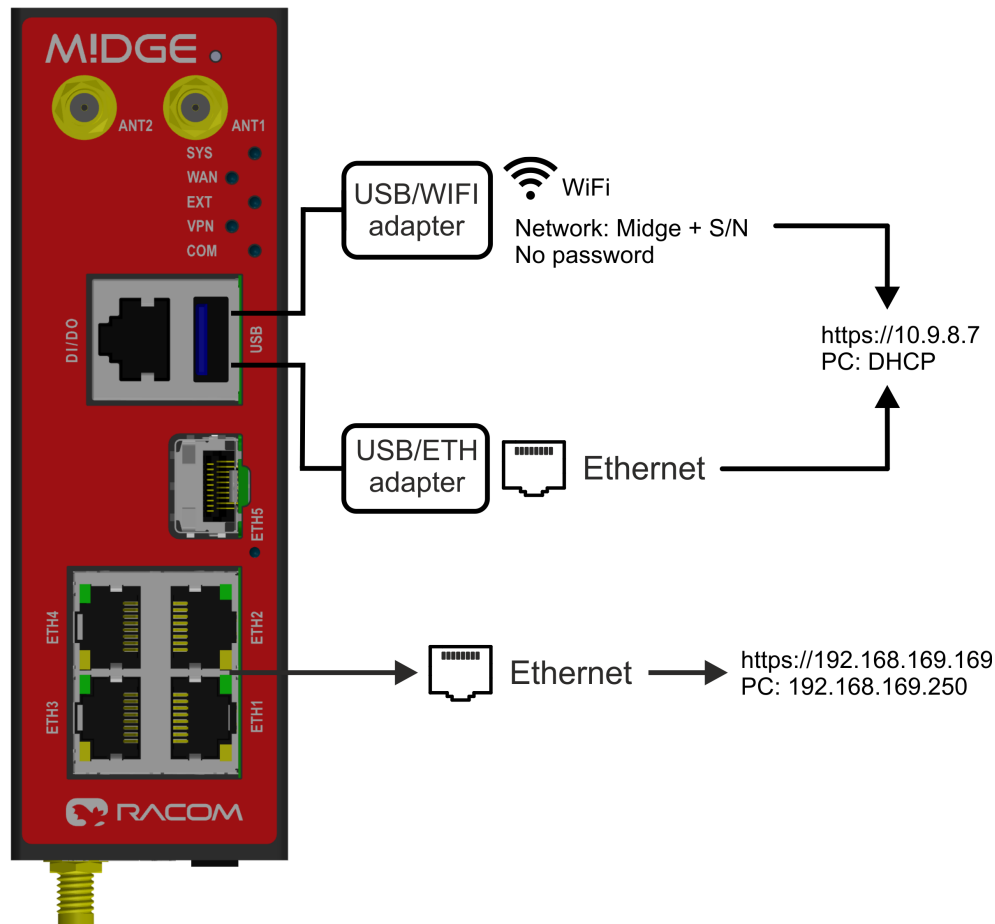 M!DGE
ANT2
ANT1
SYS
WAN
EXT
VPN
COM
DI/DO
USB
ETH5
ETH4
ETH2
ETH3
ETH1
RACOM
USB/WIFI
adapter
WiFi
Network: Midge + S/N
No password
https://10.9.8.7
PC: DHCP
USB/ETH
adapter
Ethernet
Ethernet
https://192.168.169.169
PC: 192.168.169.250